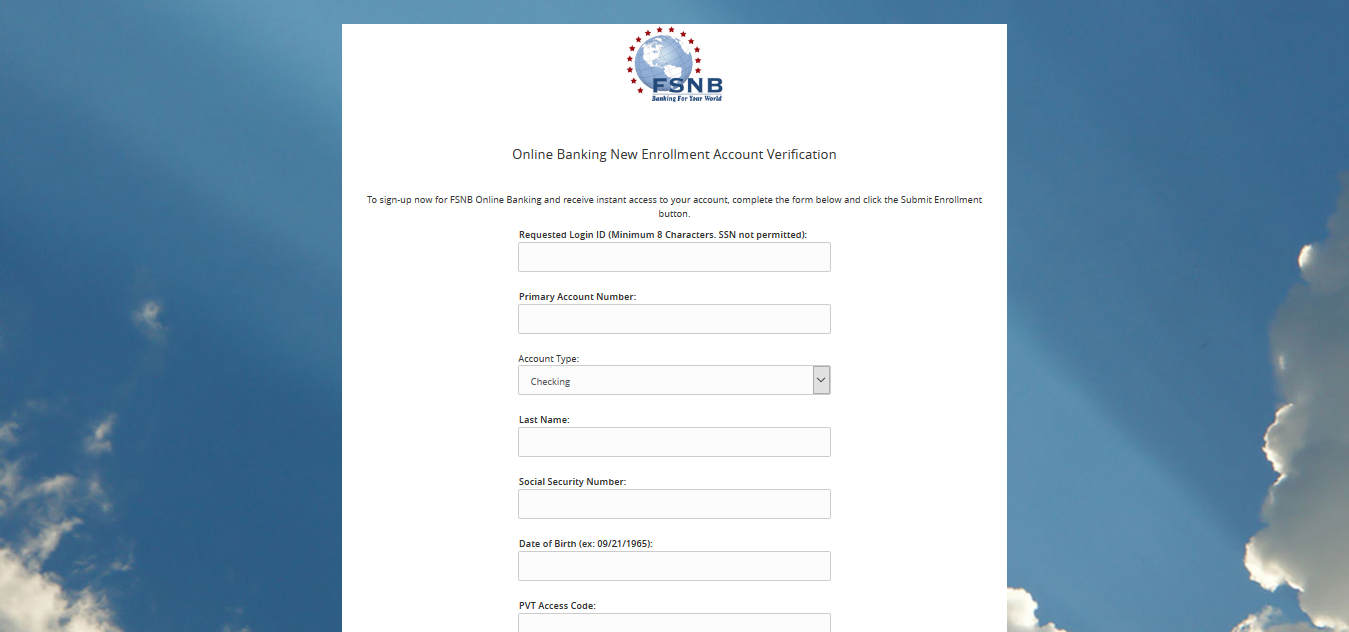 FSNB
Banking For Your World
Online Banking New Enrollment Account Verification
To sign-up now for FSNB Online Banking and receive instant access to your account, complete the form below and click the Submit Enrollment
button.
Requested Login ID (Minimum 8 Characters. SSN not permitted):
Primary Account Number:
Account Type:
Checking
Last Name:
Social Security Number:
Date of Birth (ex: 09/21/1965):
PVT Access Code: